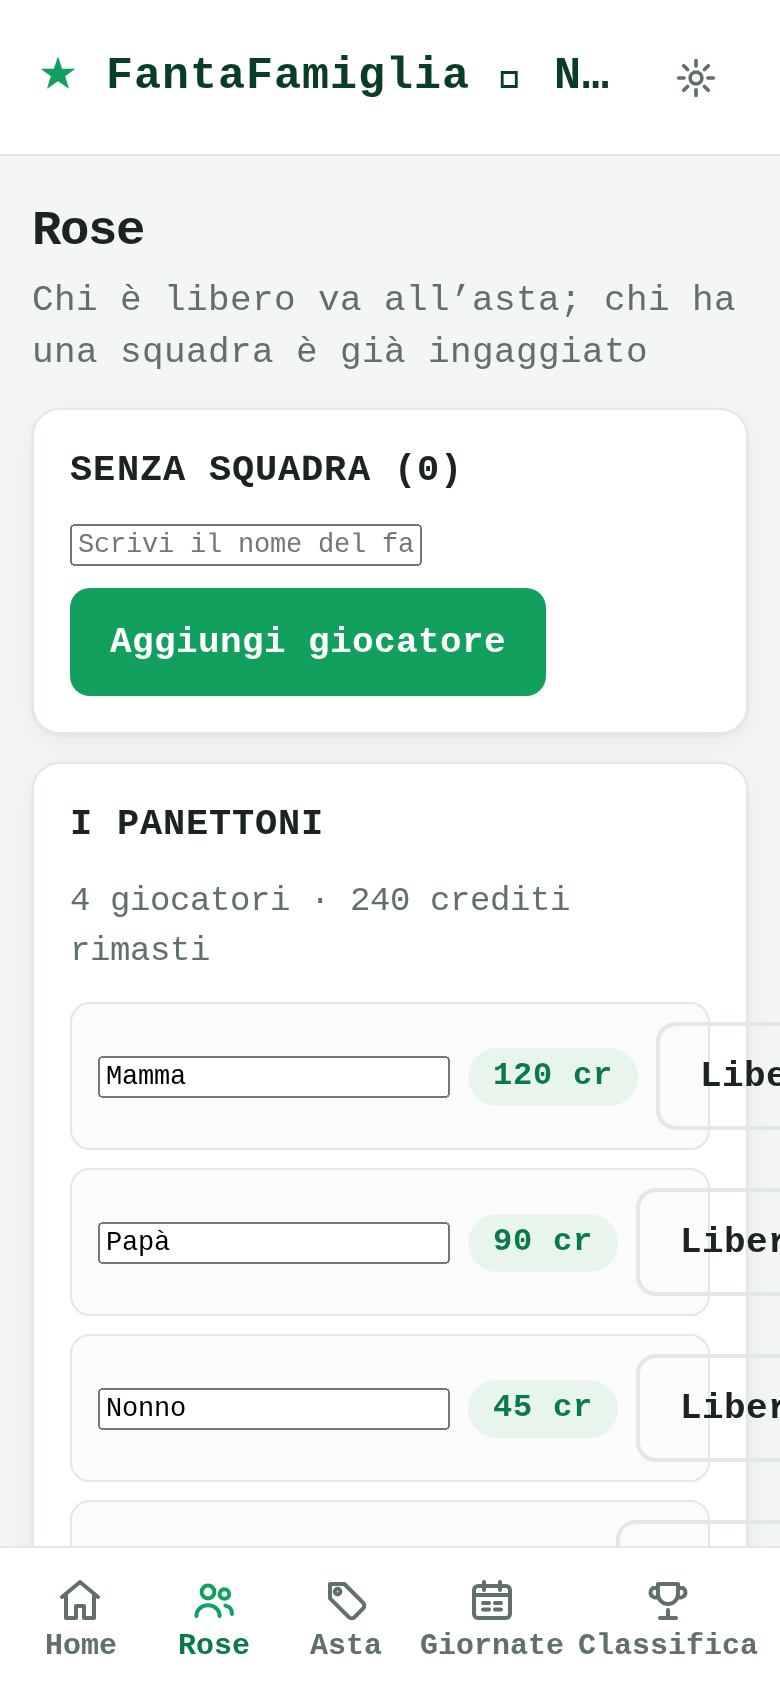 ★ FantaFamiglia □ N…
Rose
Chi è libero va all’asta; chi ha
una squadra è già ingaggiato
SENZA SQUADRA (0)
Scrivi il nome del fa
Aggiungi giocatore
I PANETTONI
4 giocatori · 240 crediti
rimasti
Mamma 120 cr Libe
Papà 90 cr Liber
Nonno 45 cr Liber
Home Rose Asta Giornate Classifica